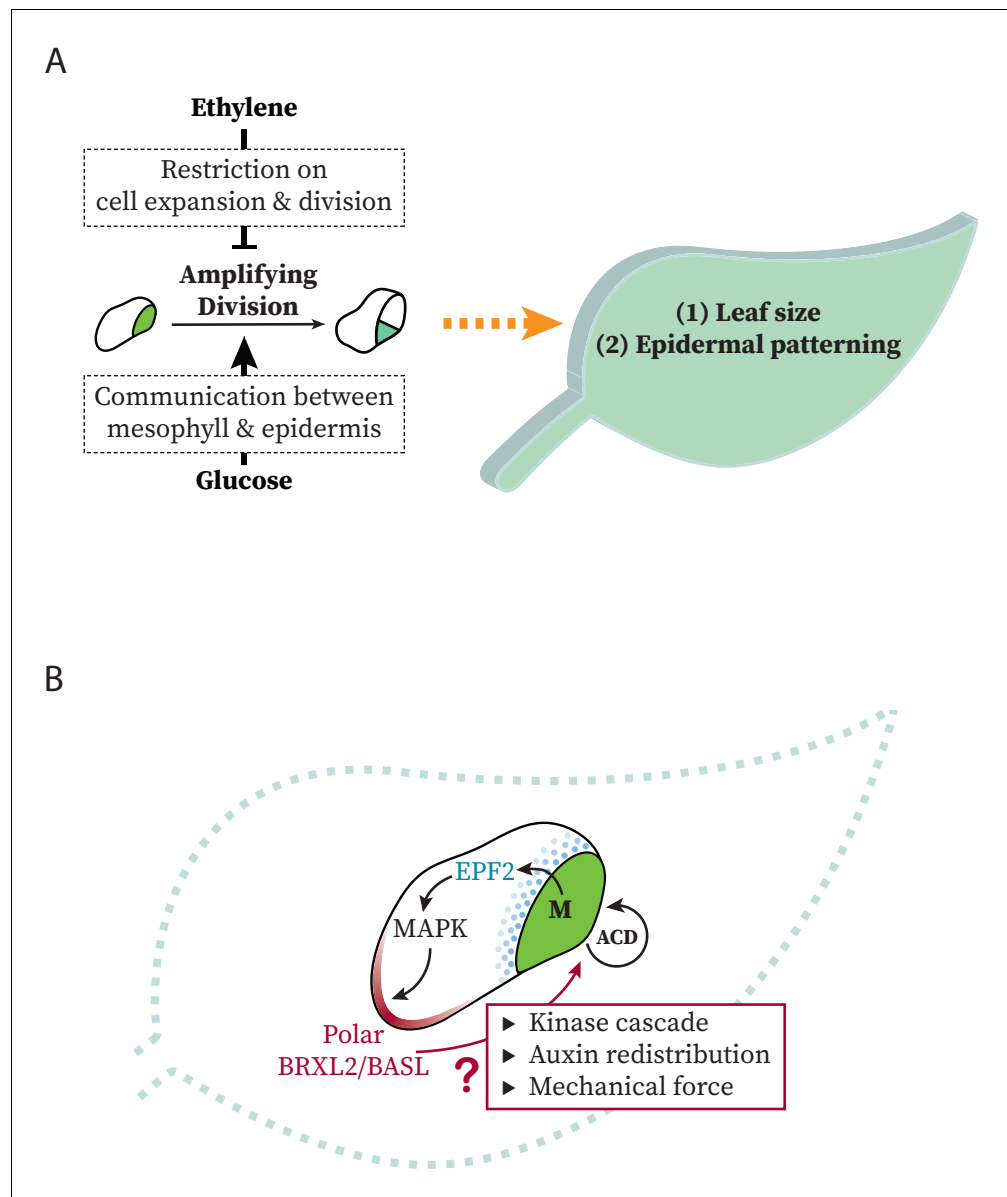 A
Ethylene
Restriction on
cell expansion & division
Amplifying
Division
Communication between
mesophyll & epidermis
Glucose
(1) Leaf size
(2) Epidermal patterning
B
EPF2
M
MAPK
ACD
Polar
BRXL2/BASL
?
▶ Kinase cascade
▶ Auxin redistribution
▶ Mechanical force